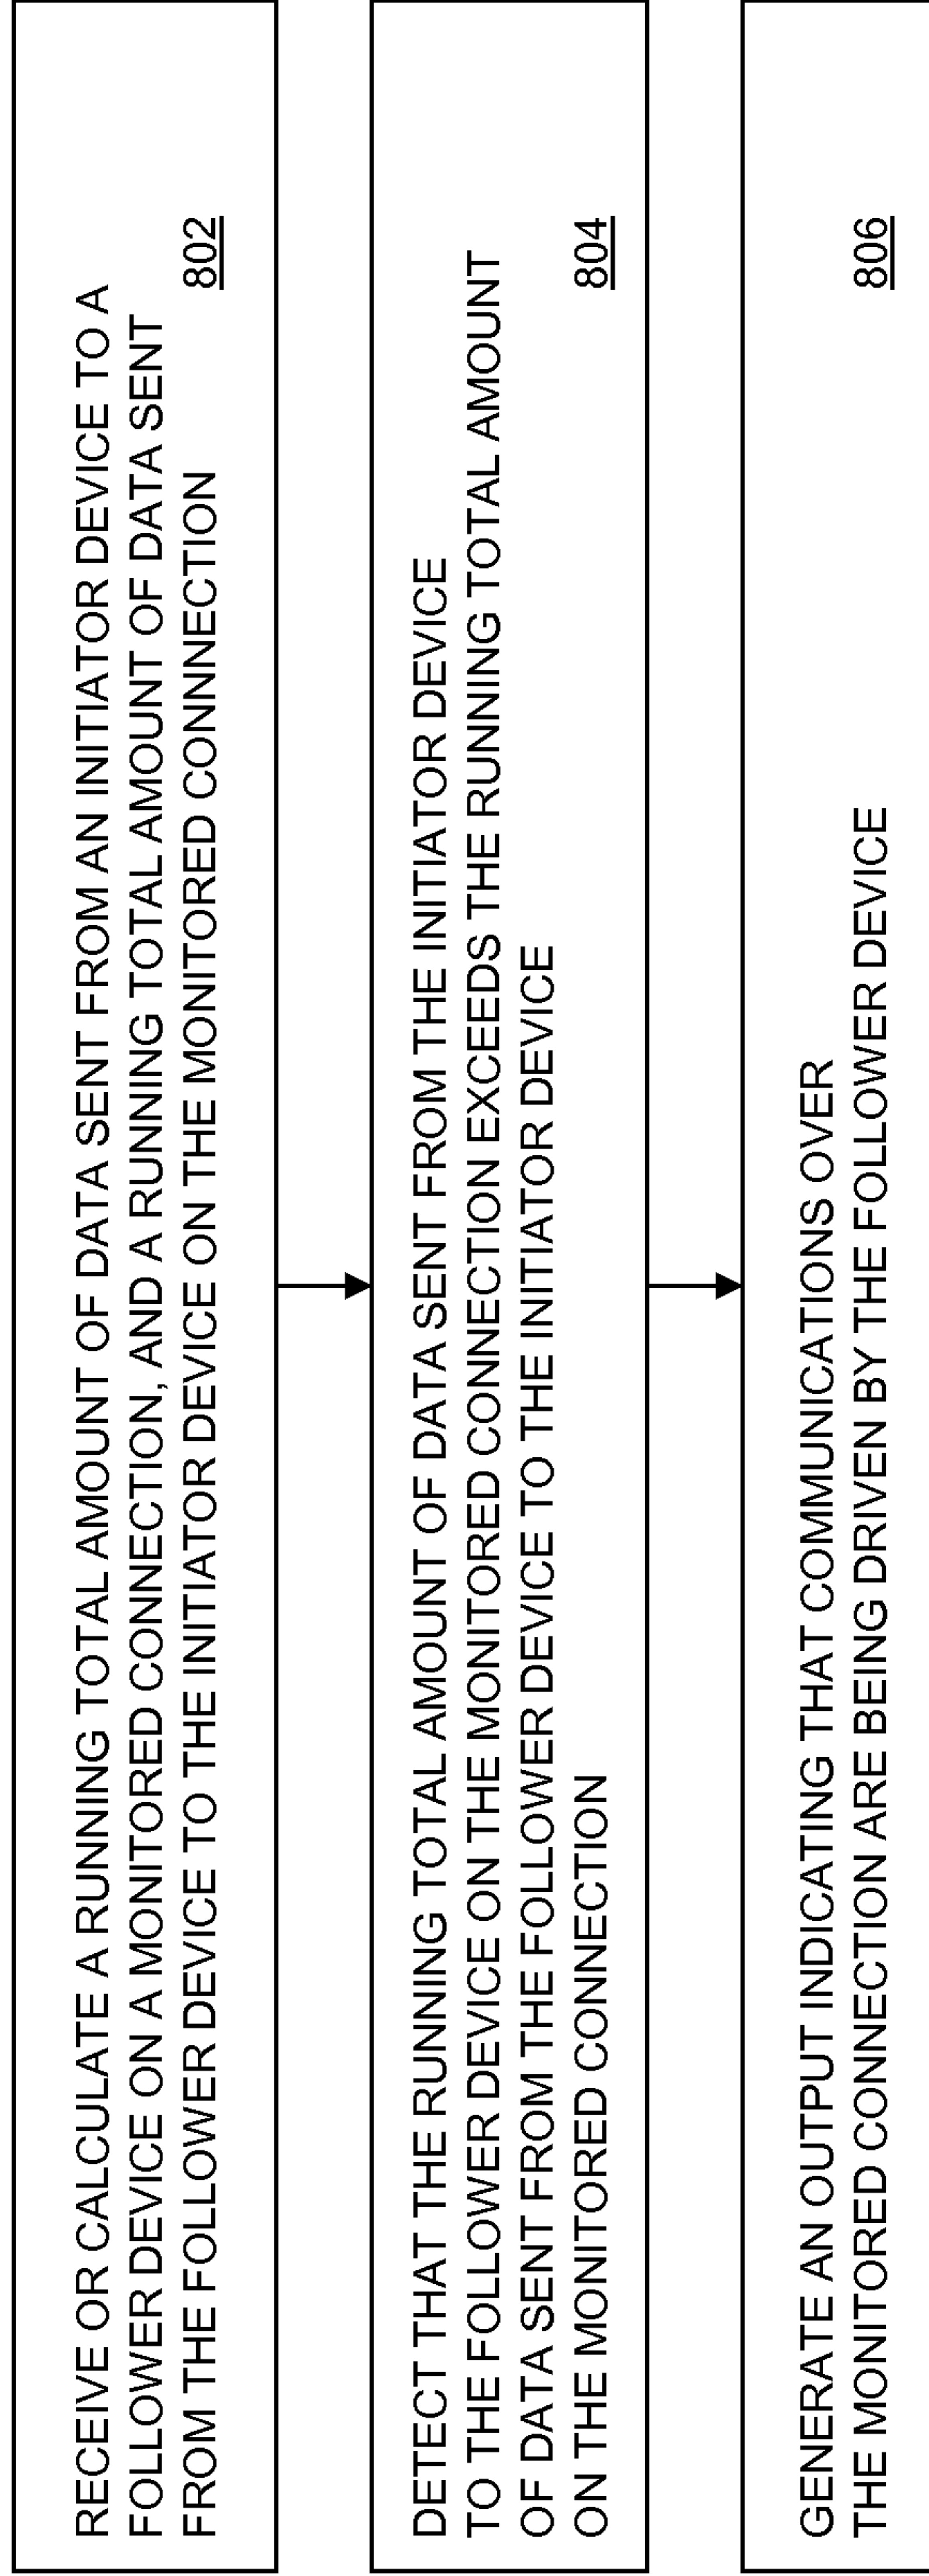 RECEIVE OR CALCULATE A RUNNING TOTAL AMOUNT OF DATA SENT FROM AN INITIATOR DEVICE TO A
FOLLOWER DEVICE ON A MONITORED CONNECTION, AND A RUNNING TOTAL AMOUNT OF DATA SENT
FROM THE FOLLOWER DEVICE TO THE INITIATOR DEVICE ON THE MONITORED CONNNECTION
802
DETECT THAT THE RUNNING TOTAL AMOUNT OF DATA SENT FROM THE INITIATOR DEVICE
TO THE FOLLOWER DEVICE ON THE MONITORED CONNECTION EXCEEDS THE RUNNING TOTAL AMOUNT
OF DATA SENT FROM THE FOLLOWER DEVICE TO THE INITIATOR DEVICE
ON THE MONITORED CONNECTION
804
GENERATE AN OUTPUT INDICATING THAT COMMUNICATIONS OVER
THE MONITORED CONNECTION ARE BEING DRIVEN BY THE FOLLOWER DEVICE
806